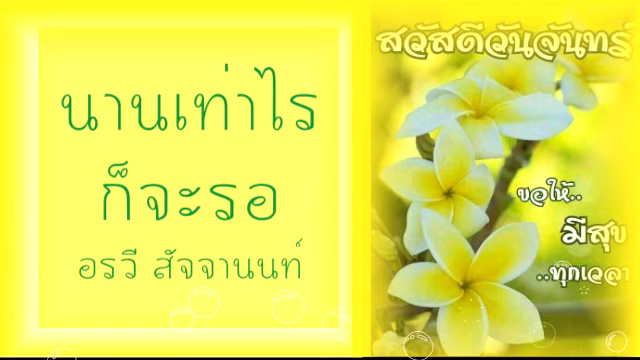 นานเท่าไร
ก็จะรอ
อรวี สัจจานนท์
สวัสดีวันจันทร์
ขอให้..
มีสุข
..ทุกเวลา